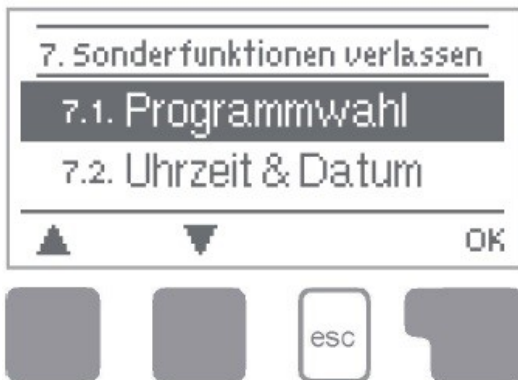 7. Sonderfunktionen verlassen
7.1. Programmwahl
7.2. Uhrzeit & Datum
OK
esc